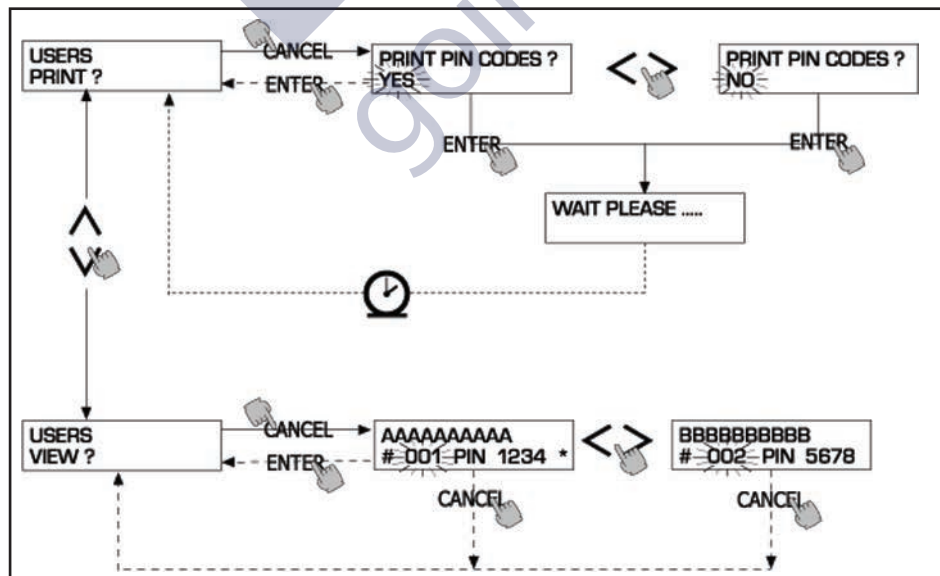 USERS
PRINT ?
CANCEL
ENTER
PRINT PIN CODES ?
YES
PRINT PIN CODES ?
NO
ENTER
ENTER
WAIT PLEASE .....
USERS
VIEW ?
CANCEL
ENTER
AAAAAAAAAA
# 001 PIN 1234 *
BBBBBBBBBB
# 002 PIN 5678
CANCEL
CANCEL